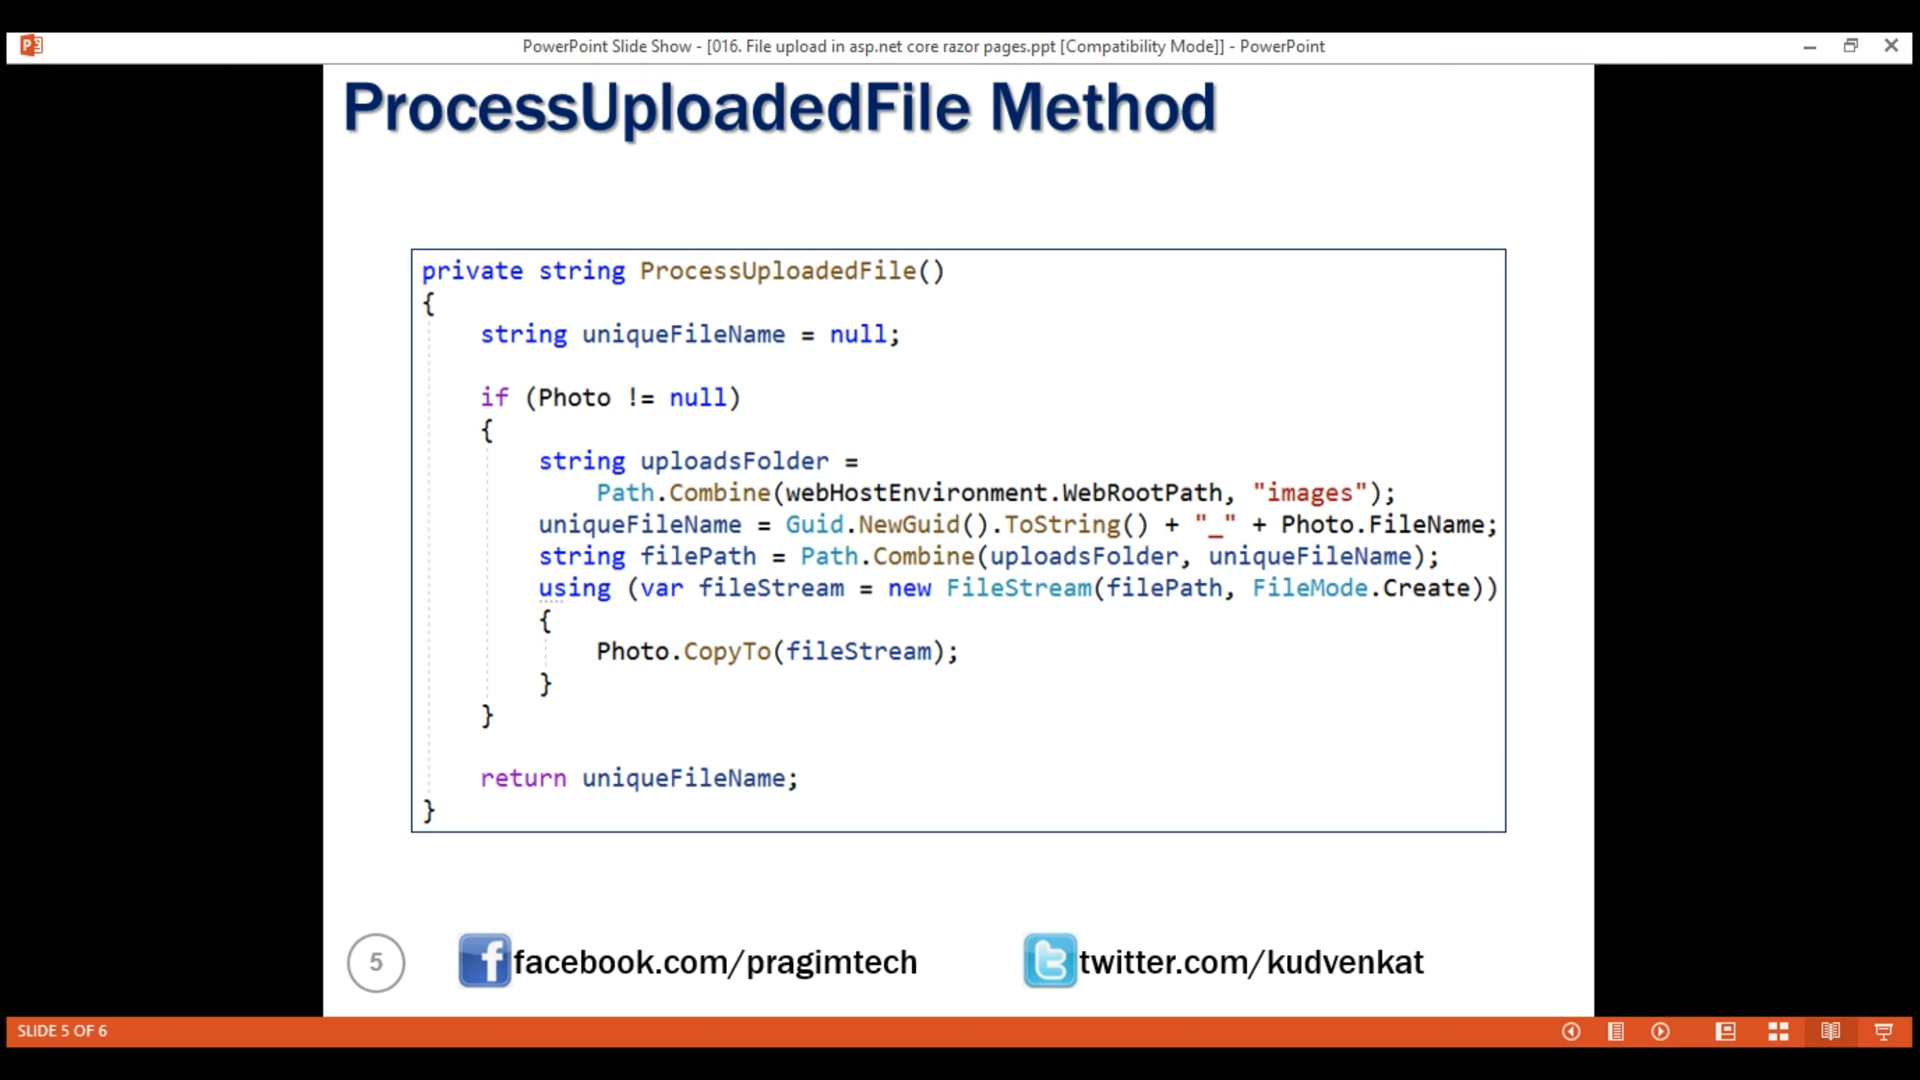 PowerPoint Slide Show - [016. File upload in asp.net core razor pages.ppt [Compatibility Mode]] - PowerPoint
ProcessUploadedFile Method
private string ProcessUploadedFile()
{
string uniqueFileName = null;
if (Photo != null)
{
string uploadsFolder =
Path.Combine(webHostEnvironment.WebRootPath, "images");
uniqueFileName = Guid.NewGuid().ToString() + "_" + Photo.FileName;
string filePath = Path.Combine(uploadsFolder, uniqueFileName);
using (var fileStream = new FileStream(filePath, FileMode.Create))
{
Photo.CopyTo(fileStream);
}
}
return uniqueFileName;
}
5
facebook.com/pragimtech
twitter.com/kudvenkat
SLIDE 5 OF 6